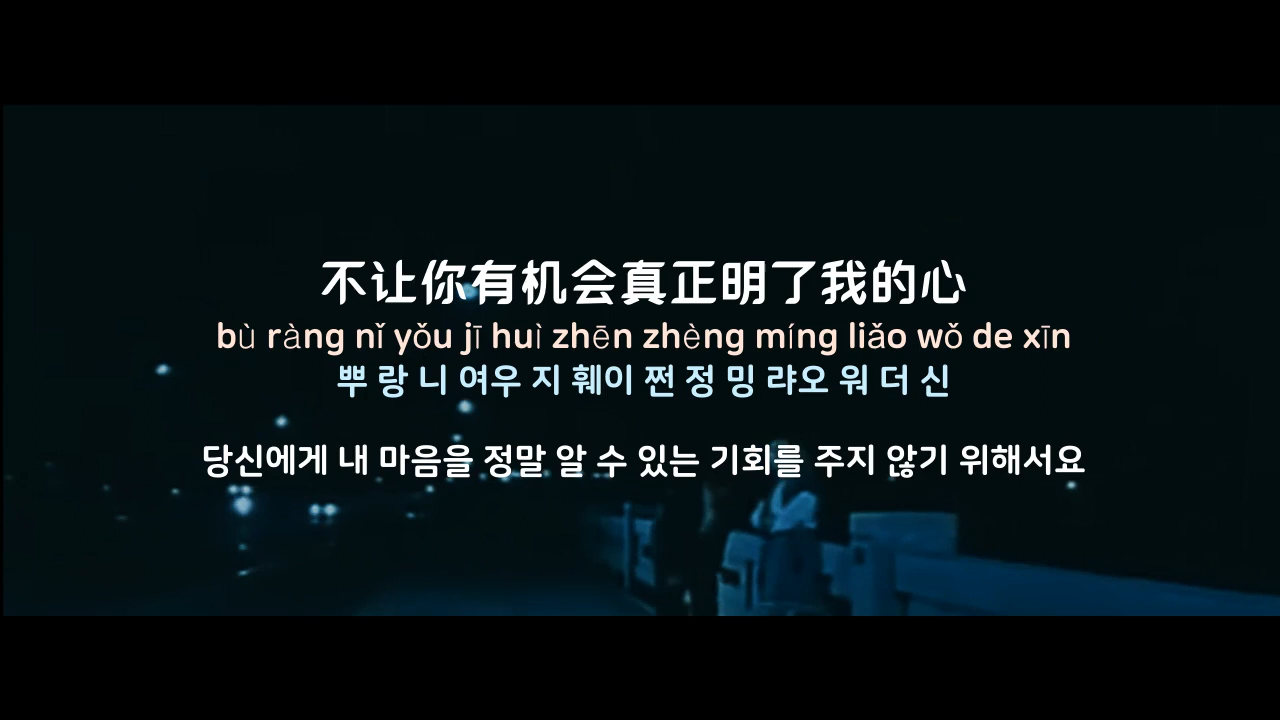 不让你有机会真正明了我的心
bù ràng nǐ yǒu jī huì zhēn zhèng míng liǎo wǒ de xīn
뿌 랑 니 여우 지 훼이 쩐 정 밍 랴오 워 더 신
당신에게 내 마음을 정말 알 수 있는 기회를 주지 않기 위해서요